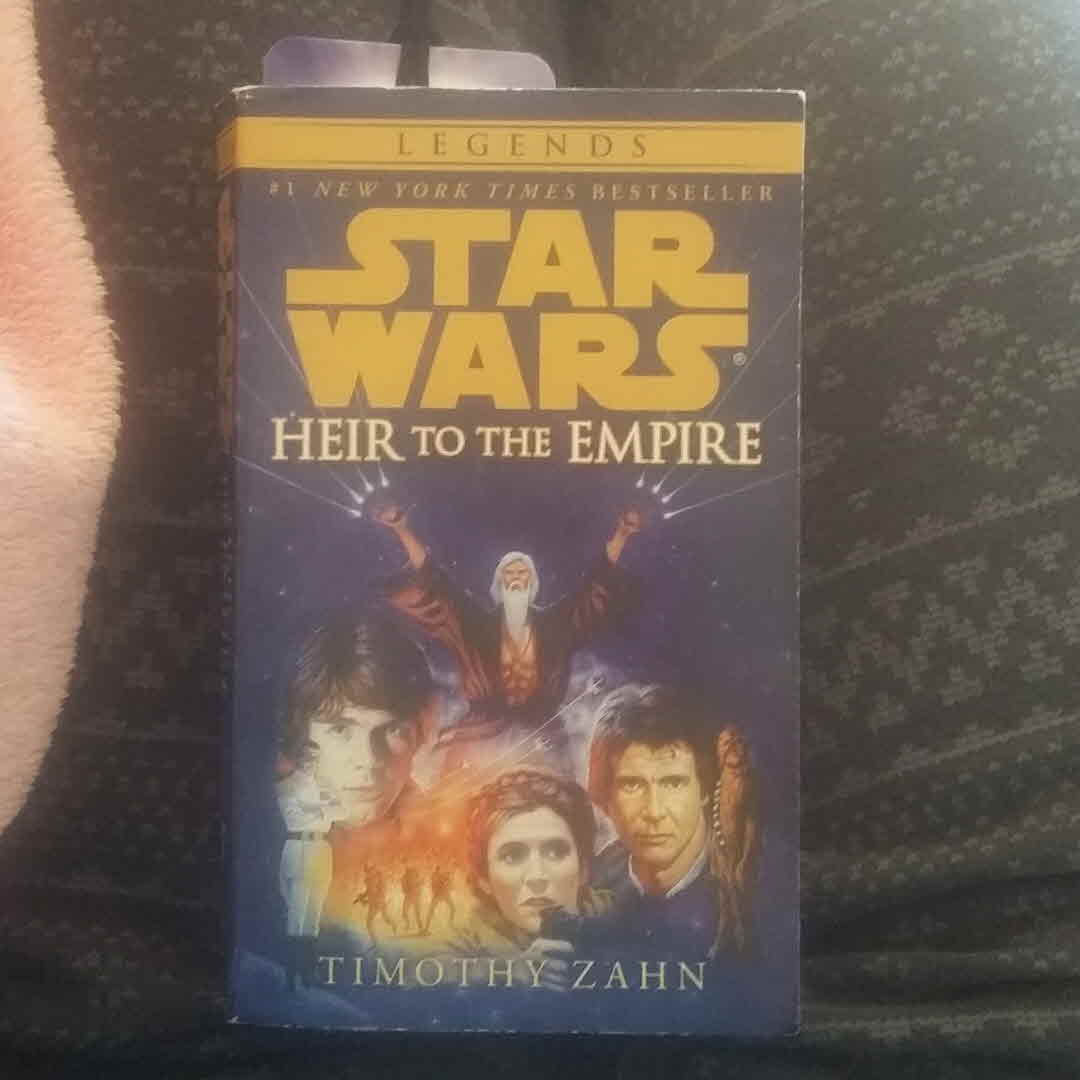 LEGENDS
#1 NEW YORK TIMES BESTSELLER
STAR
WARS®
HEIR TO THE EMPIRE
TIMOTHY ZAHN